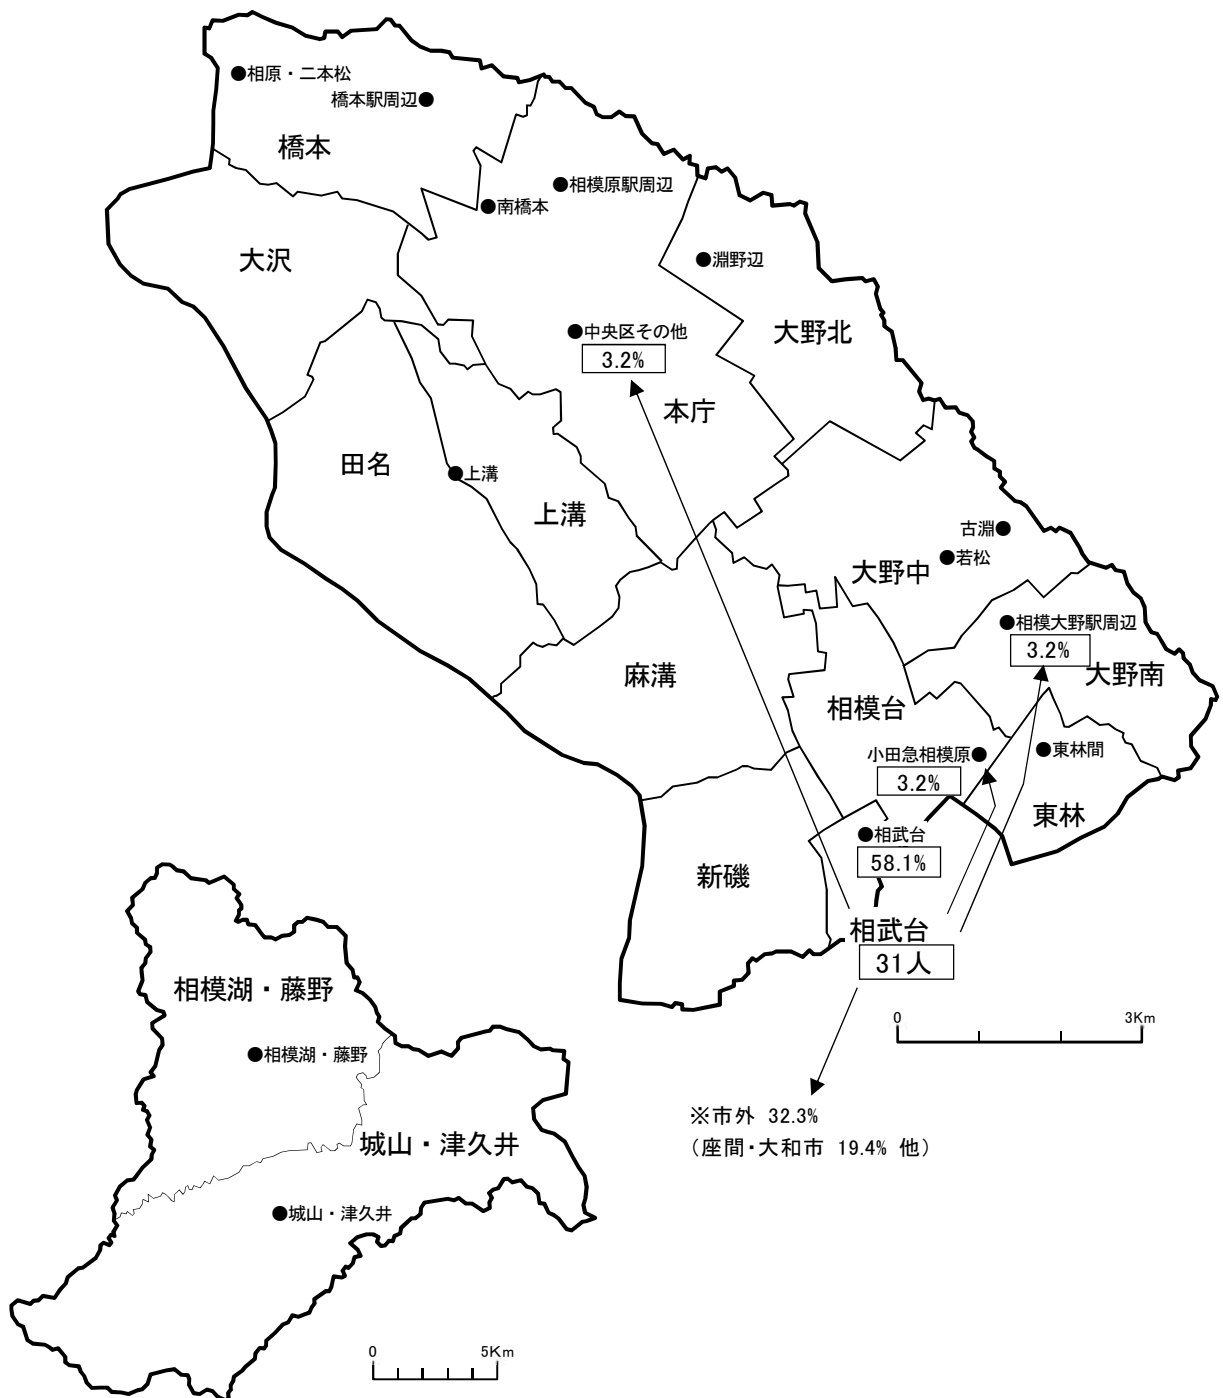 ●相原・二本松
橋本駅周辺●
橋本
●相模原駅周辺
●南橋本
大沢
●淵野辺
大野北
●中央区その他
3.2%
本庁
田名
●上溝
上溝
古淵●
●若松
大野中
●相模大野駅周辺
3.2%
大野南
麻溝
相模台
小田急相模原●
3.2%
●東林間
東林
●相武台
58.1%
新磯
相武台
31人
0 3Km
※市外 32.3%
（座間・大和市 19.4% 他）
相模湖・藤野
●相模湖・藤野
城山・津久井
●城山・津久井
0 5Km